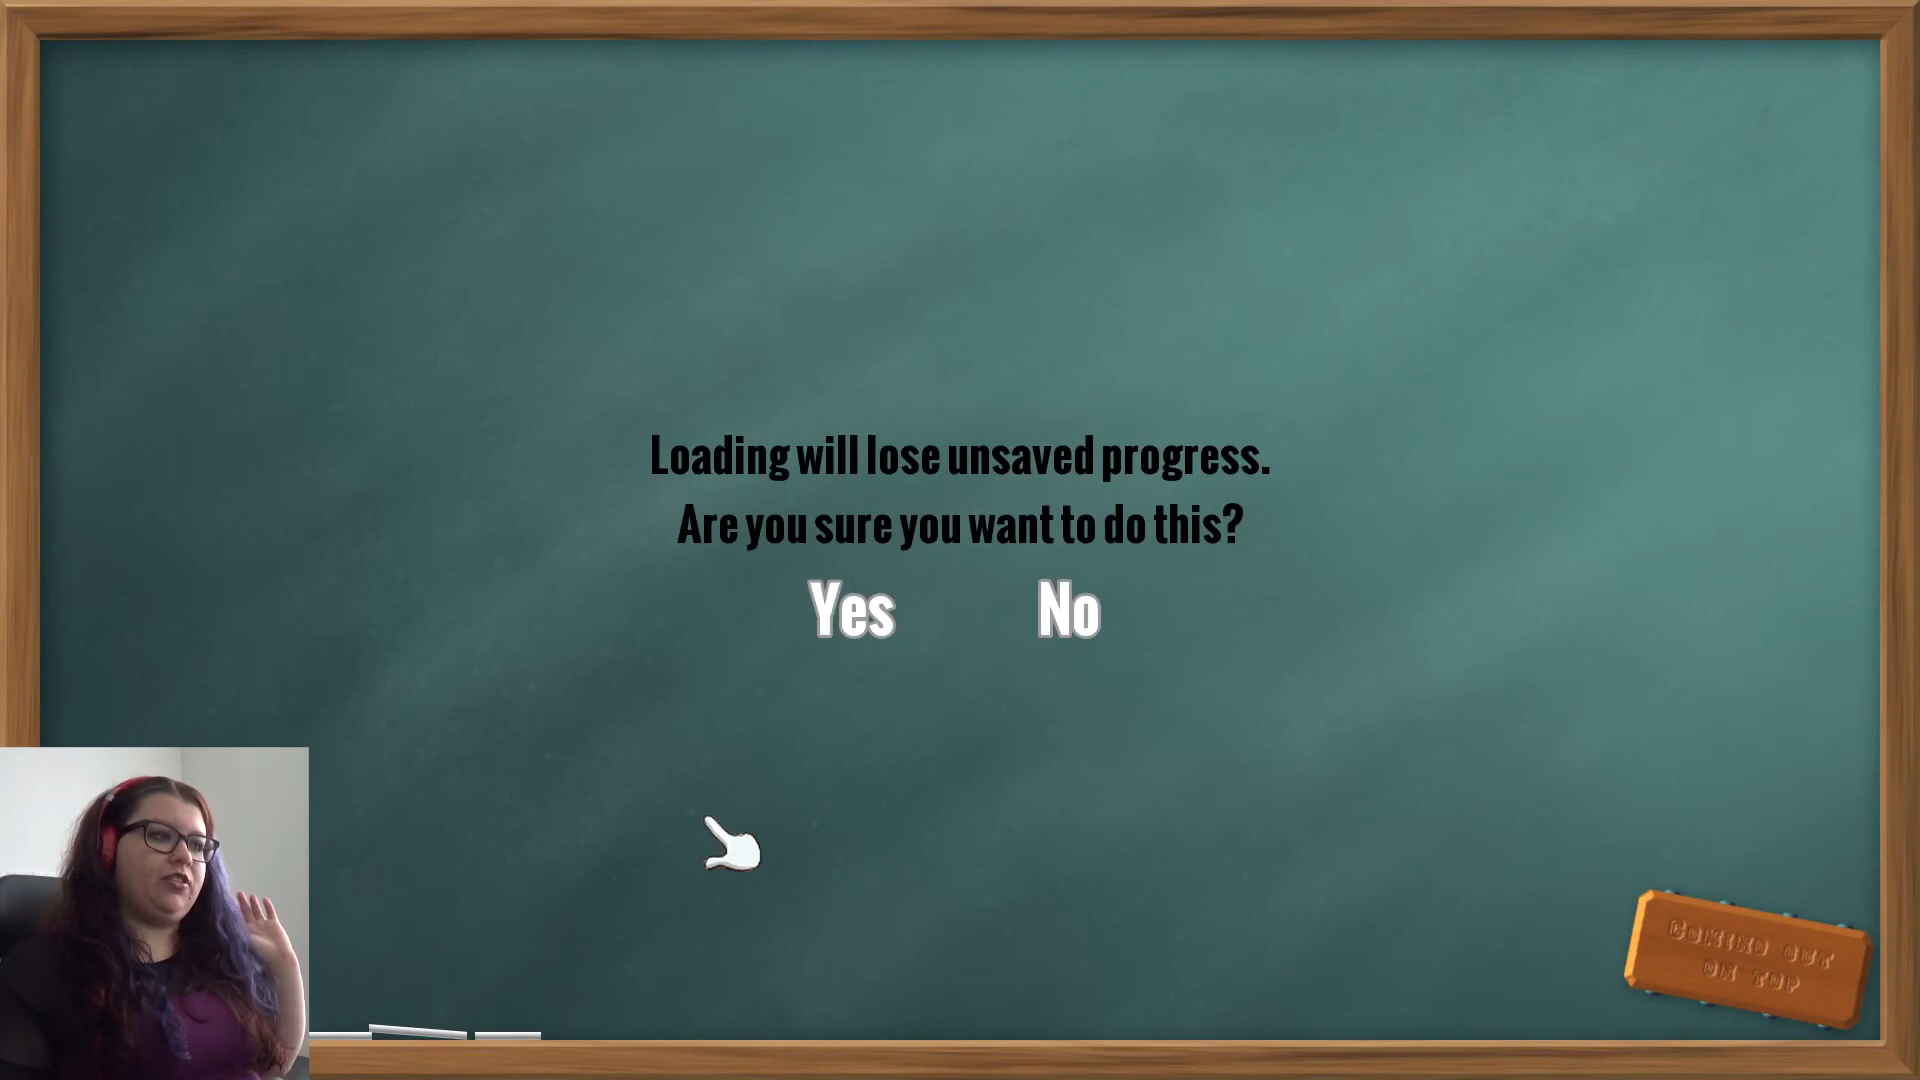 Loading will lose unsaved progress.
Are you sure you want to do this?
Yes No
COMING OUT
ON TOP